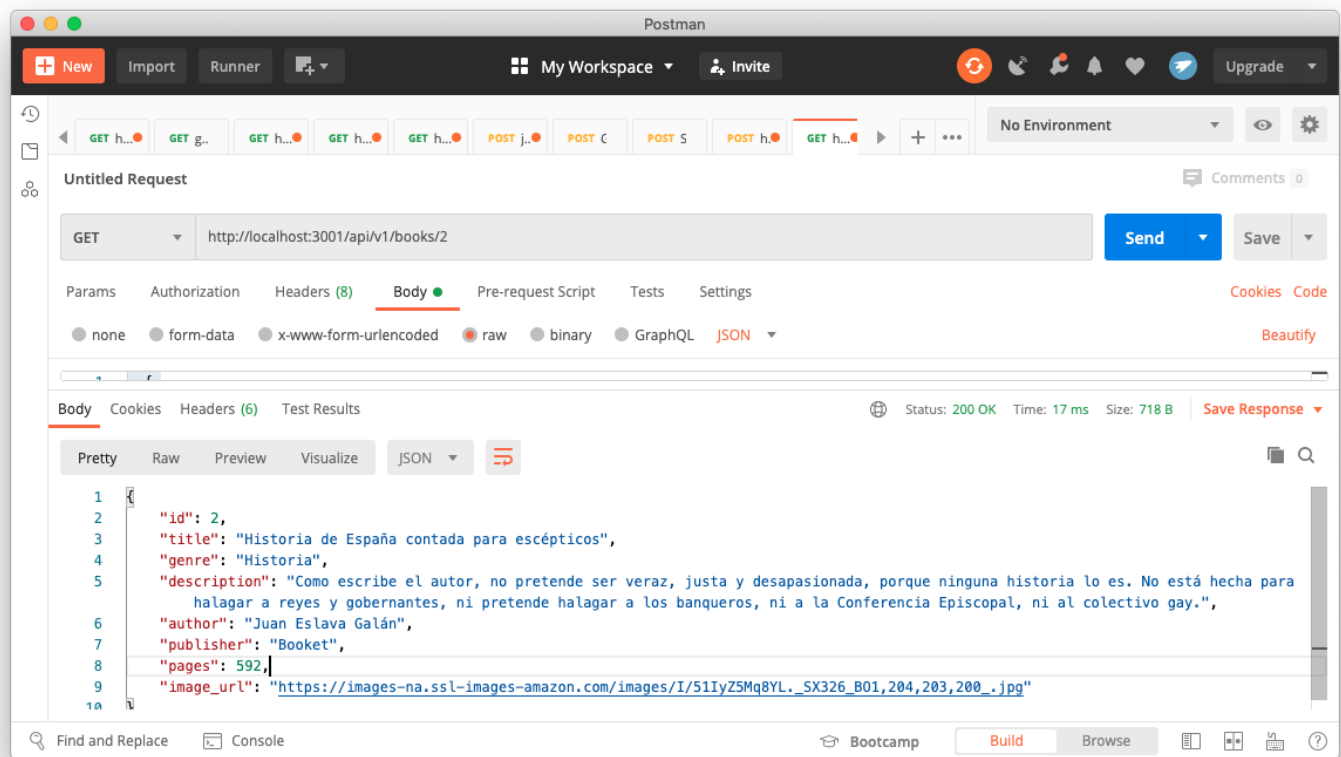 Postman
New Import Runner My Workspace Invite Upgrade
GET h... GET g.. GET h... GET h... GET h... POST j.. POST C POST S POST h. GET h... No Environment
Untitled Request Comments 0
GET http://localhost:3001/api/v1/books/2 Send Save
Params Authorization Headers (8) Body Pre-request Script Tests Settings Cookies Code
none form-data x-www-form-urlencoded raw binary GraphQL JSON Beautify
Body Cookies Headers (6) Test Results Status: 200 OK Time: 17 ms Size: 718 B Save Response
Pretty Raw Preview Visualize JSON
1 {
2 "id": 2,
3 "title": "Historia de España contada para escépticos",
4 "genre": "Historia",
5 "description": "Como escribe el autor, no pretende ser veraz, justa y desapasionada, porque ninguna historia lo es. No está hecha para
halagar a reyes y gobernantes, ni pretende halagar a los banqueros, ni a la Conferencia Episcopal, ni al colectivo gay.",
6 "author": "Juan Eslava Galán",
7 "publisher": "Booket",
8 "pages": 592,
9 "image_url": "https://images-na.ssl-images-amazon.com/images/I/51IyZ5Mq8YL._SX326_BO1,204,203,200_.jpg"
10 }
Find and Replace Console Bootcamp Build Browse